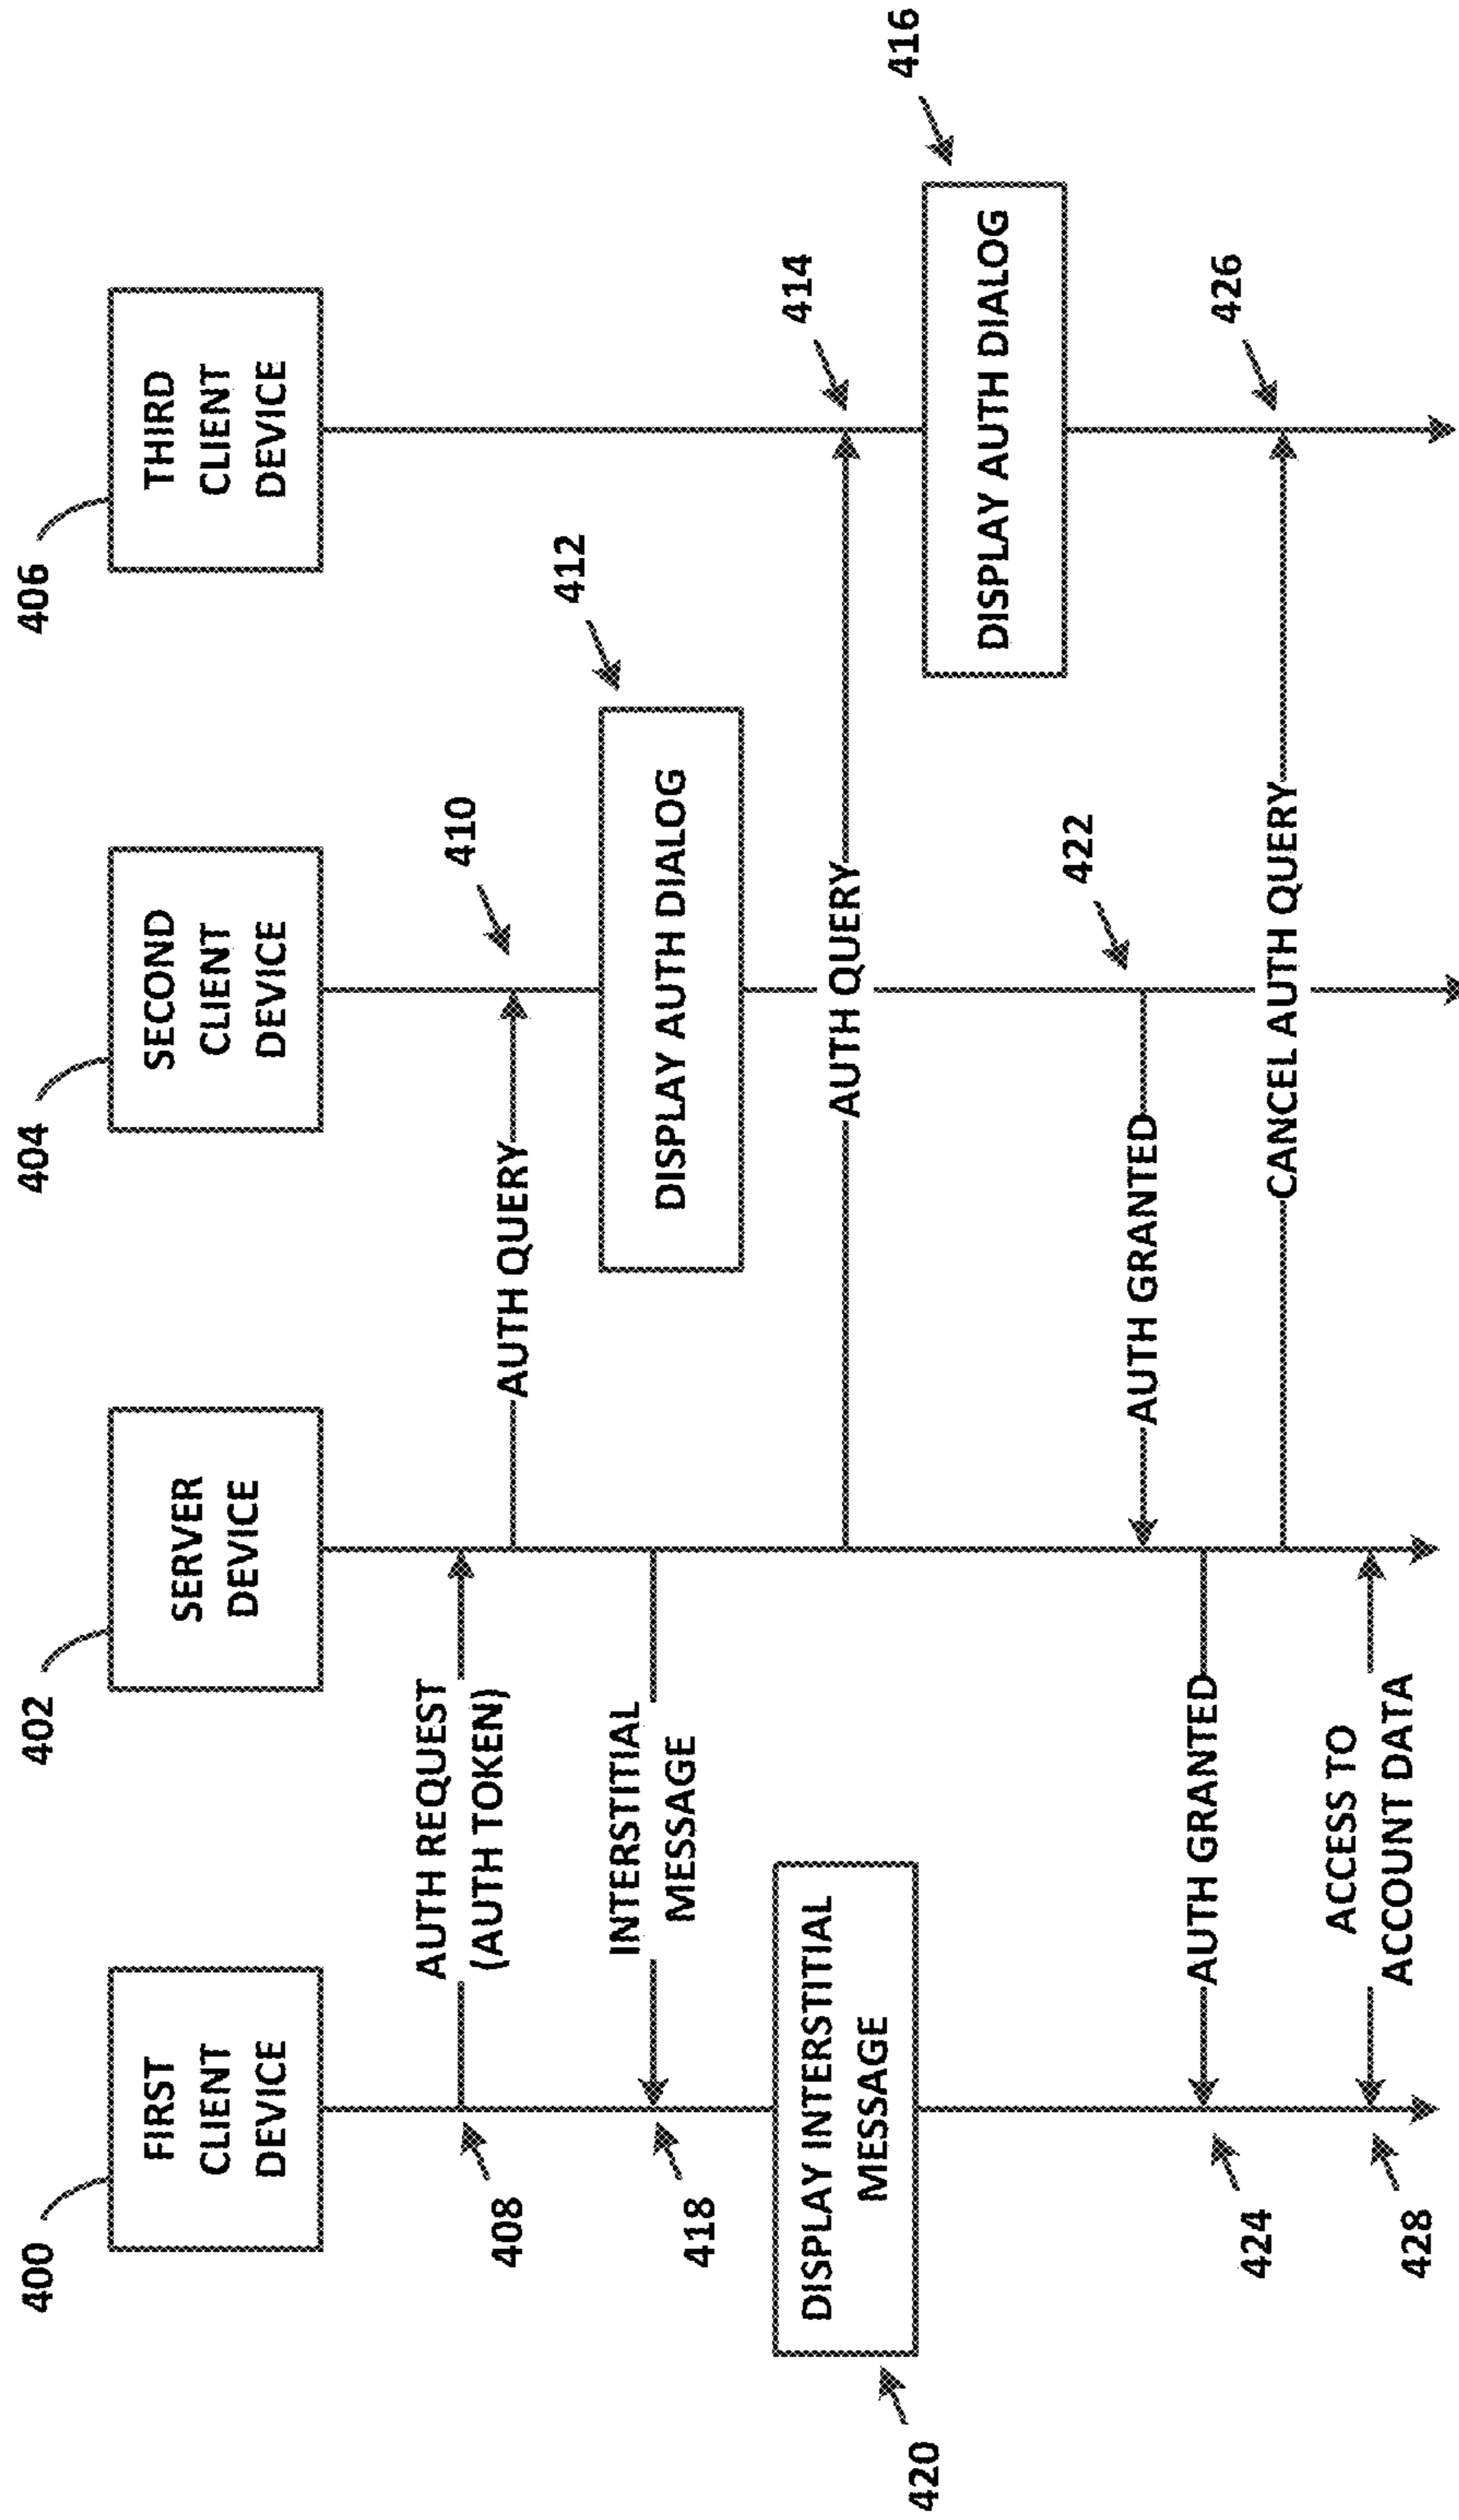 400
FIRST
CLIENT
DEVICE
402
SERVER
DEVICE
404
SECOND
CLIENT
DEVICE
406
THIRD
CLIENT
DEVICE
408
AUTH REQUEST
(AUTH TOKEN)
AUTH QUERY
410
DISPLAY AUTH DIALOG
412
418
INTERSTITIAL
MESSAGE
AUTH QUERY
414
420
DISPLAY INTERSTITIAL
MESSAGE
DISPLAY AUTH DIALOG
416
AUTH GRANTED
422
424
AUTH GRANTED
CANCEL AUTH QUERY
426
428
ACCESS TO
ACCOUNT DATA